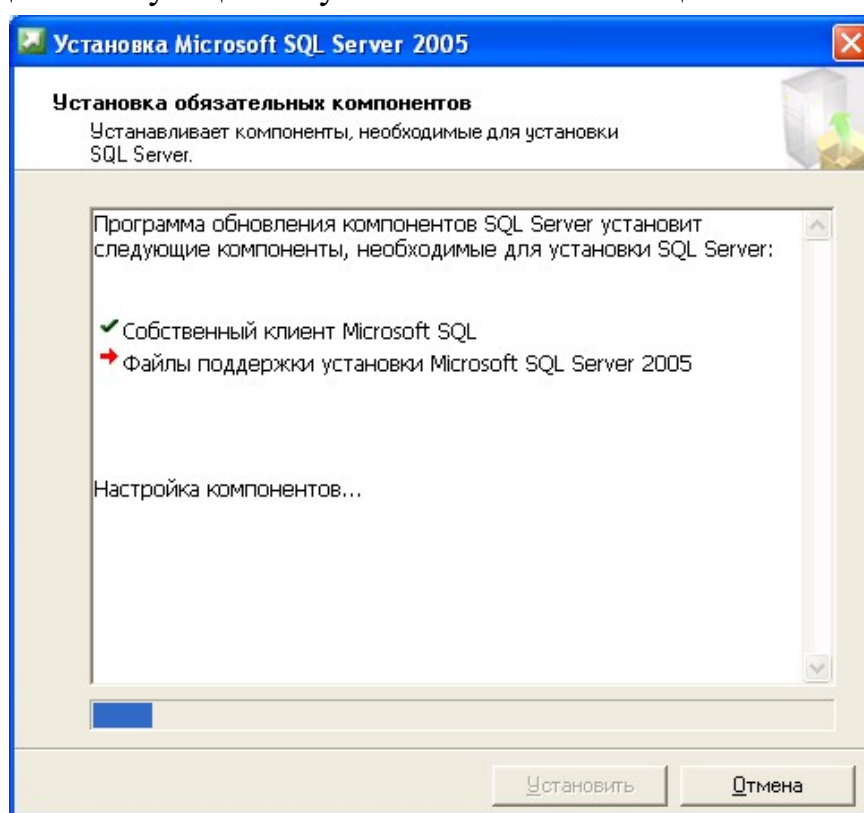 Установка Microsoft SQL Server 2005
Установка обязательных компонентов
Устанавливает компоненты, необходимые для установки
SQL Server.
Программа обновления компонентов SQL Server установит
следующие компоненты, необходимые для установки SQL Server:
Собственный клиент Microsoft SQL
Файлы поддержки установки Microsoft SQL Server 2005
Настройка компонентов...
Установить Отмена